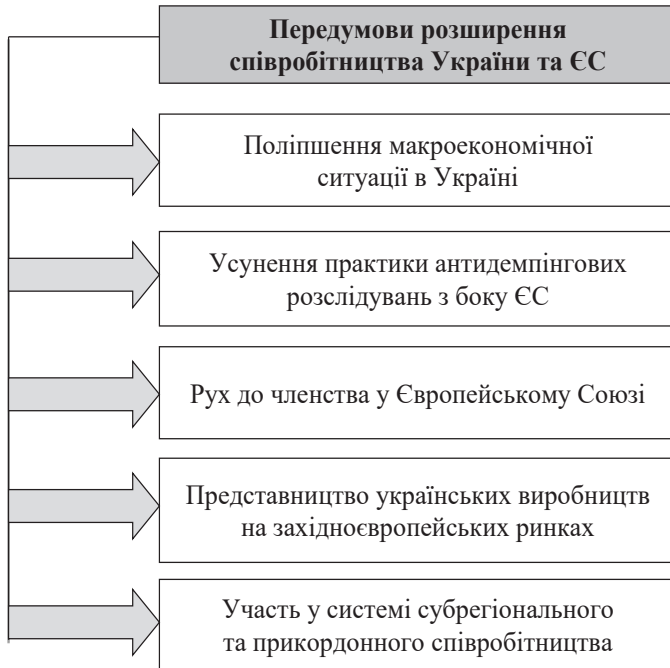 Передумови розширення
співробітництва України та ЄС
Поліпшення макроекономічної
ситуації в Україні
Усунення практики антидемпінгових
розслідувань з боку ЄС
Рух до членства у Європейському Союзі
Представництво українських виробництв
на західноєвропейських ринках
Участь у системі субрегіонального
та прикордонного співробітництва